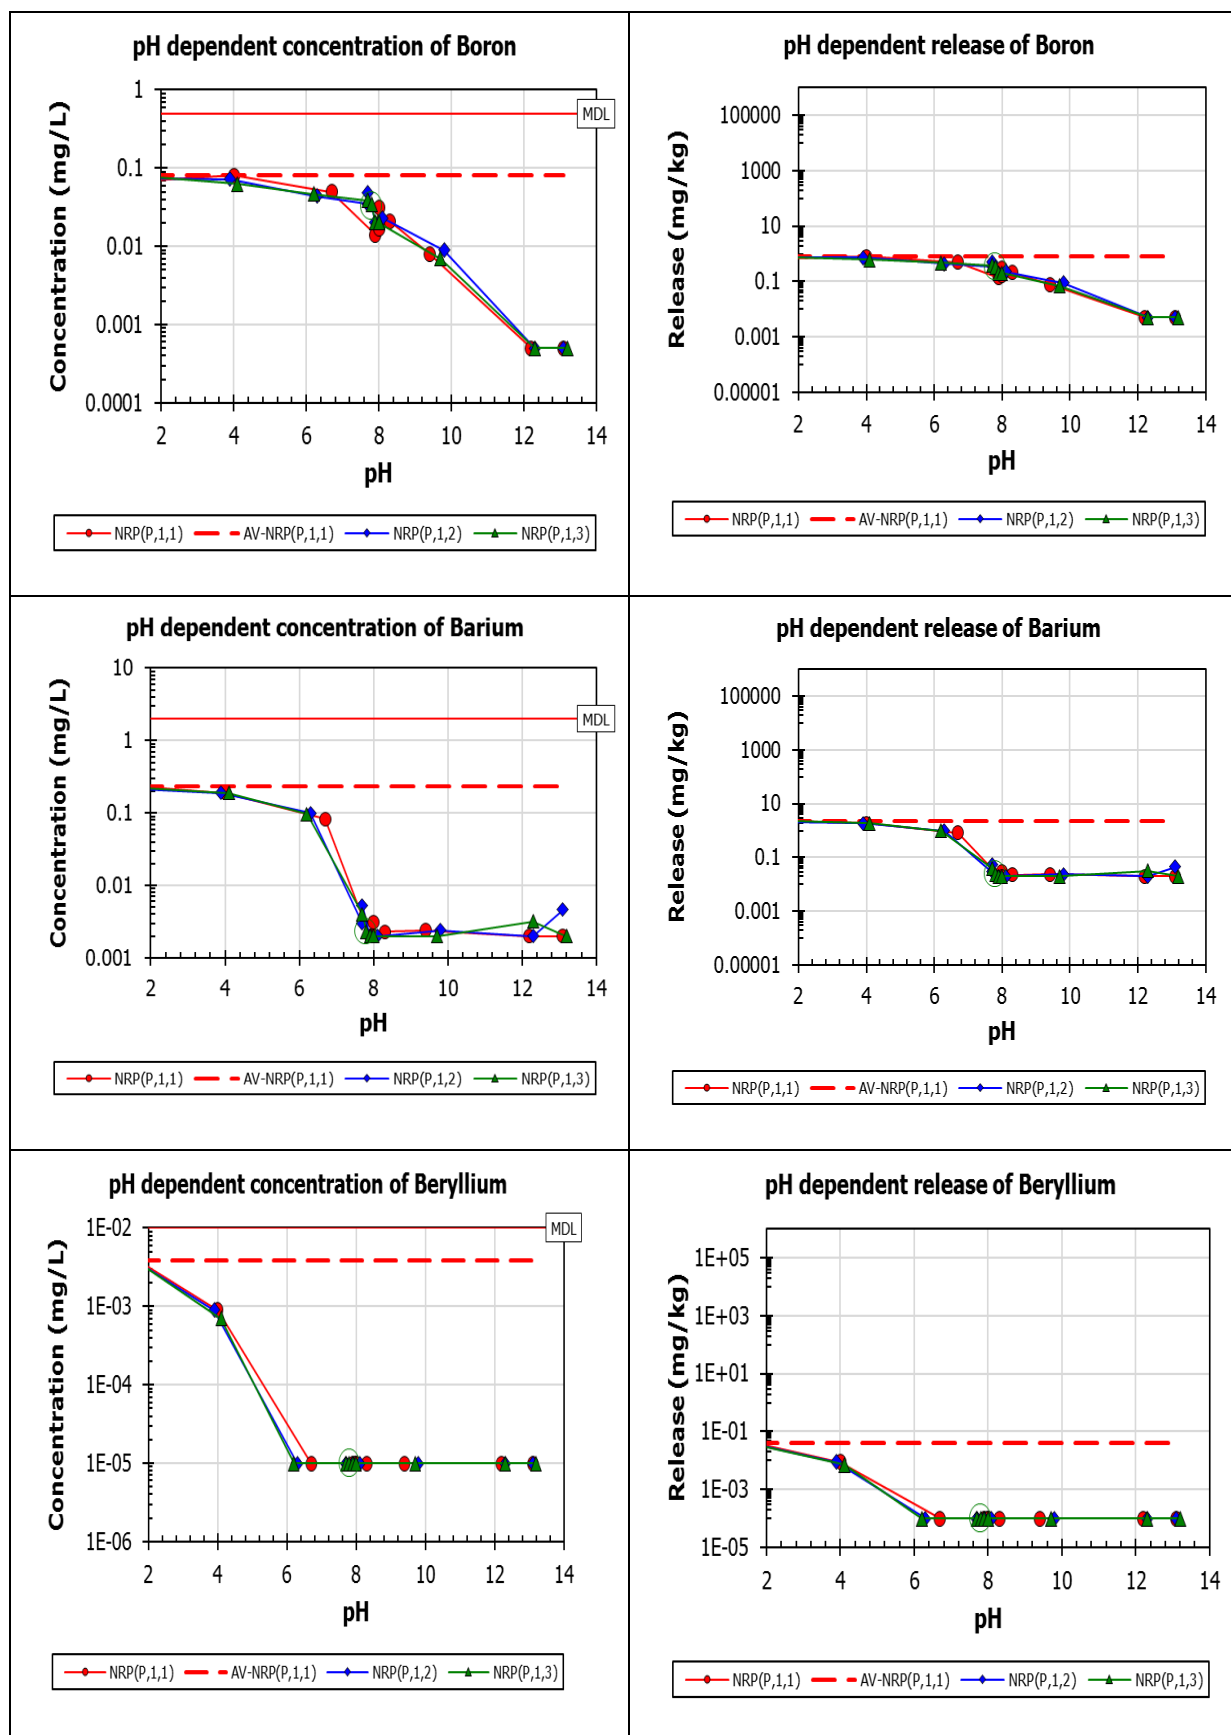 pH dependent concentration of Boron
Concentration (mg/L)
1
0.1
0.01
0.001
0.0001
MDL
2 4 6 8 10 12 14
pH
NRP(P,1,1) AV-NRP(P,1,1) NRP(P,1,2) NRP(P,1,3)
pH dependent release of Boron
Release (mg/kg)
100000
1000
10
0.1
0.001
0.00001
2 4 6 8 10 12 14
pH
NRP(P,1,1) AV-NRP(P,1,1) NRP(P,1,2) NRP(P,1,3)
pH dependent concentration of Barium
Concentration (mg/L)
10
1
0.1
0.01
0.001
MDL
2 4 6 8 10 12 14
pH
NRP(P,1,1) AV-NRP(P,1,1) NRP(P,1,2) NRP(P,1,3)
pH dependent release of Barium
Release (mg/kg)
100000
1000
10
0.1
0.001
0.00001
2 4 6 8 10 12 14
pH
NRP(P,1,1) AV-NRP(P,1,1) NRP(P,1,2) NRP(P,1,3)
pH dependent concentration of Beryllium
Concentration (mg/L)
1E-02
1E-03
1E-04
1E-05
1E-06
MDL
2 4 6 8 10 12 14
pH
NRP(P,1,1) AV-NRP(P,1,1) NRP(P,1,2) NRP(P,1,3)
pH dependent release of Beryllium
Release (mg/kg)
1E+05
1E+03
1E+01
1E-01
1E-03
1E-05
2 4 6 8 10 12 14
pH
NRP(P,1,1) AV-NRP(P,1,1) NRP(P,1,2) NRP(P,1,3)